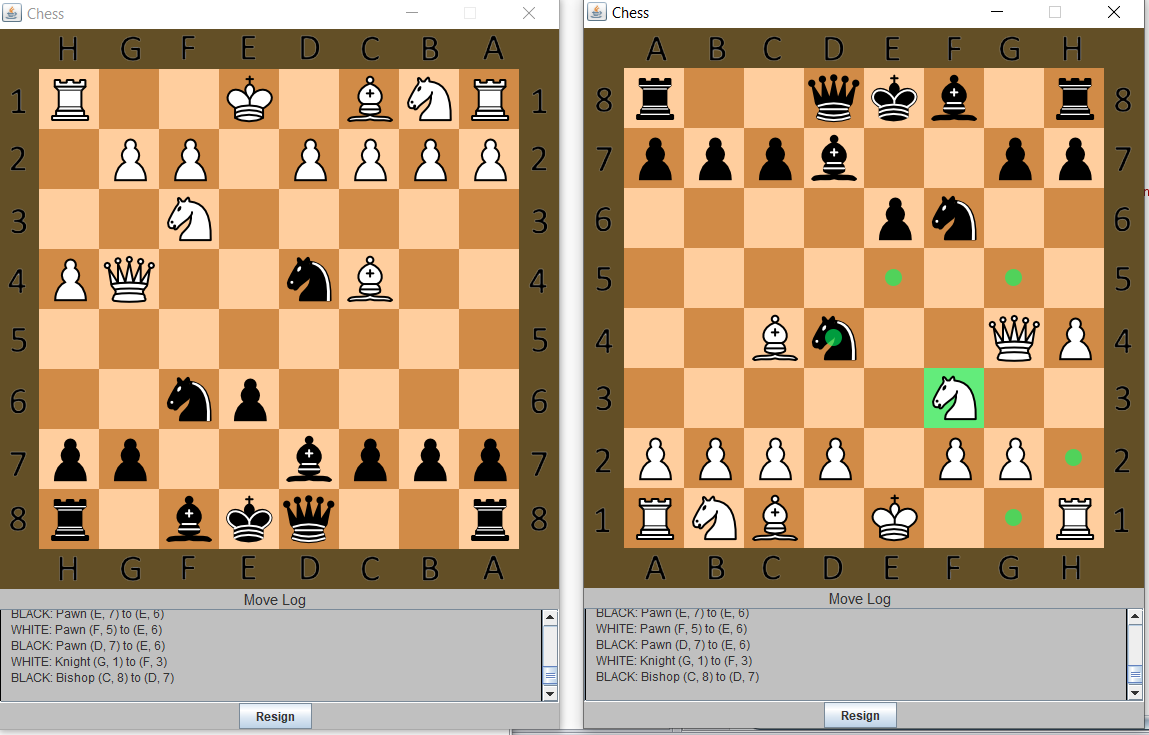 Chess
H G F E D C B A
1 1
2 2
3 3
4 4
5 5
6 6
7 7
8 8
H G F E D C B A
Move Log
BLACK: Pawn (E, 7) to (E, 6)
WHITE: Pawn (F, 5) to (E, 6)
BLACK: Pawn (D, 7) to (E, 6)
WHITE: Knight (G, 1) to (F, 3)
BLACK: Bishop (C, 8) to (D, 7)
Resign
Chess
A B C D E F G H
8 8
7 7
6 6
5 5
4 4
3 3
2 2
1 1
A B C D E F G H
Move Log
BLACK: Pawn (E, 7) to (E, 6)
WHITE: Pawn (F, 5) to (E, 6)
BLACK: Pawn (D, 7) to (E, 6)
WHITE: Knight (G, 1) to (F, 3)
BLACK: Bishop (C, 8) to (D, 7)
Resign